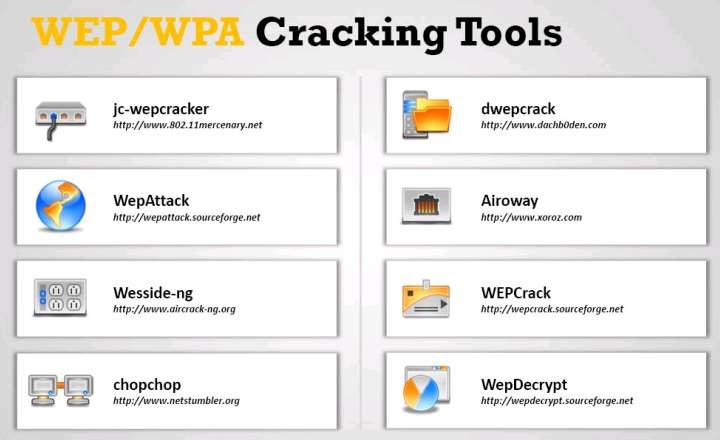 WEP/WPA Cracking Tools
jc-wepcracker
http://www.802.11mercenary.net
dwepcrack
http://www.dachb0den.com
WepAttack
http://wepattack.sourceforge.net
Airoway
http://www.xoroz.com
Wesside-ng
http://www.aircrack-ng.org
WEPCrack
http://wepcrack.sourceforge.net
chopchop
http://www.netstumbler.org
WepDecrypt
http://wepdecrypt.sourceforge.net